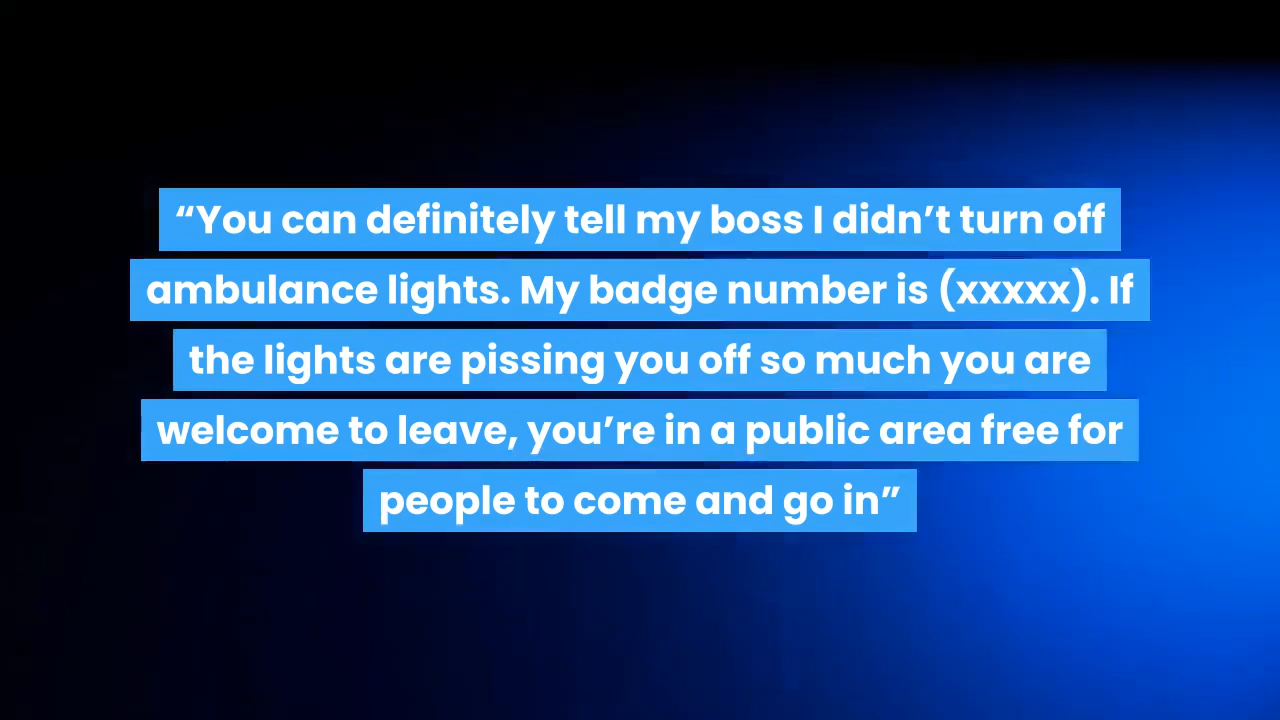 “You can definitely tell my boss I didn’t turn off
ambulance lights. My badge number is (xxxxx). If
the lights are pissing you off so much you are
welcome to leave, you’re in a public area free for
people to come and go in”